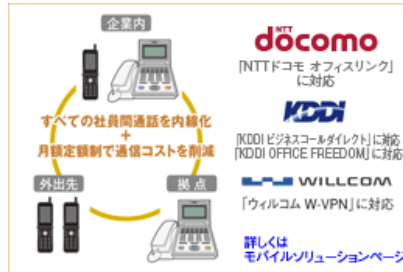 企業内
すべての社員間通話を内線化
+
月額定額制で通信コストを削減
外出先
拠点
NTT
döcomo
「NTTドコモ オフィスリンク」
に対応
KDDI
「KDDI ビジネスコールダイレクト」に対応
「KDDI OFFICE FREEDOM」に対応
WILLCOM
「ウィルコム W-VPN」に対応
詳しくは
モバイルソリューションページ